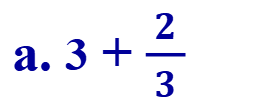 a. 3 + 2/3